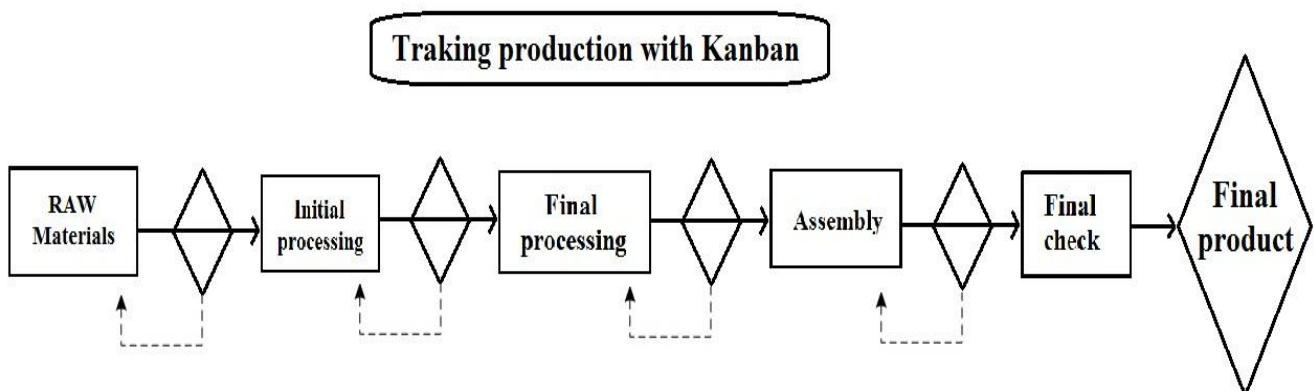 Traking production with Kanban
RAW
Materials
Initial
processing
Final
processing
Assembly
Final
check
Final
product